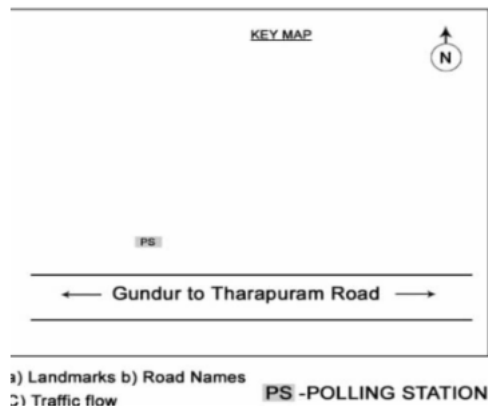 KEY MAP
N
PS
Gundur to Tharapuram Road
a) Landmarks b) Road Names
C) Traffic flow
PS -POLLING STATION